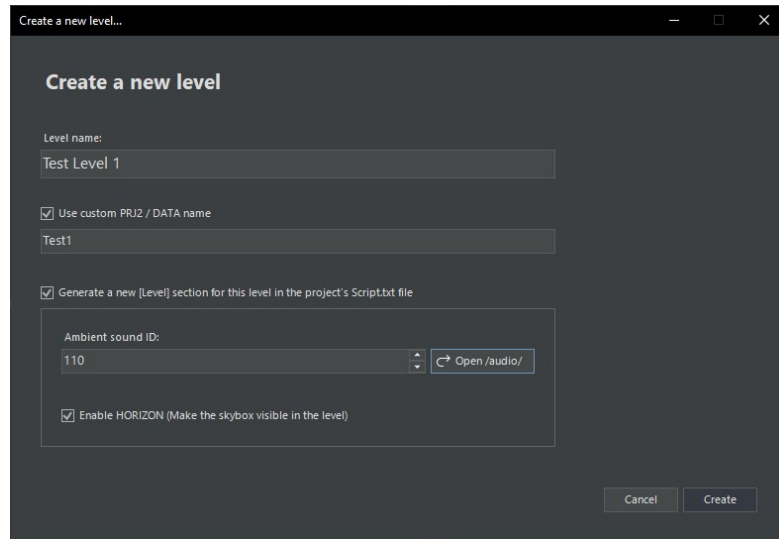 Create a new level...
Create a new level
Level name:
Test Level 1
Use custom PRJ2 / DATA name
Test1
Generate a new [Level] section for this level in the project's Script.txt file
Ambient sound ID:
110
Open /audio/
Enable HORIZON (Make the skybox visible in the level)
Cancel
Create